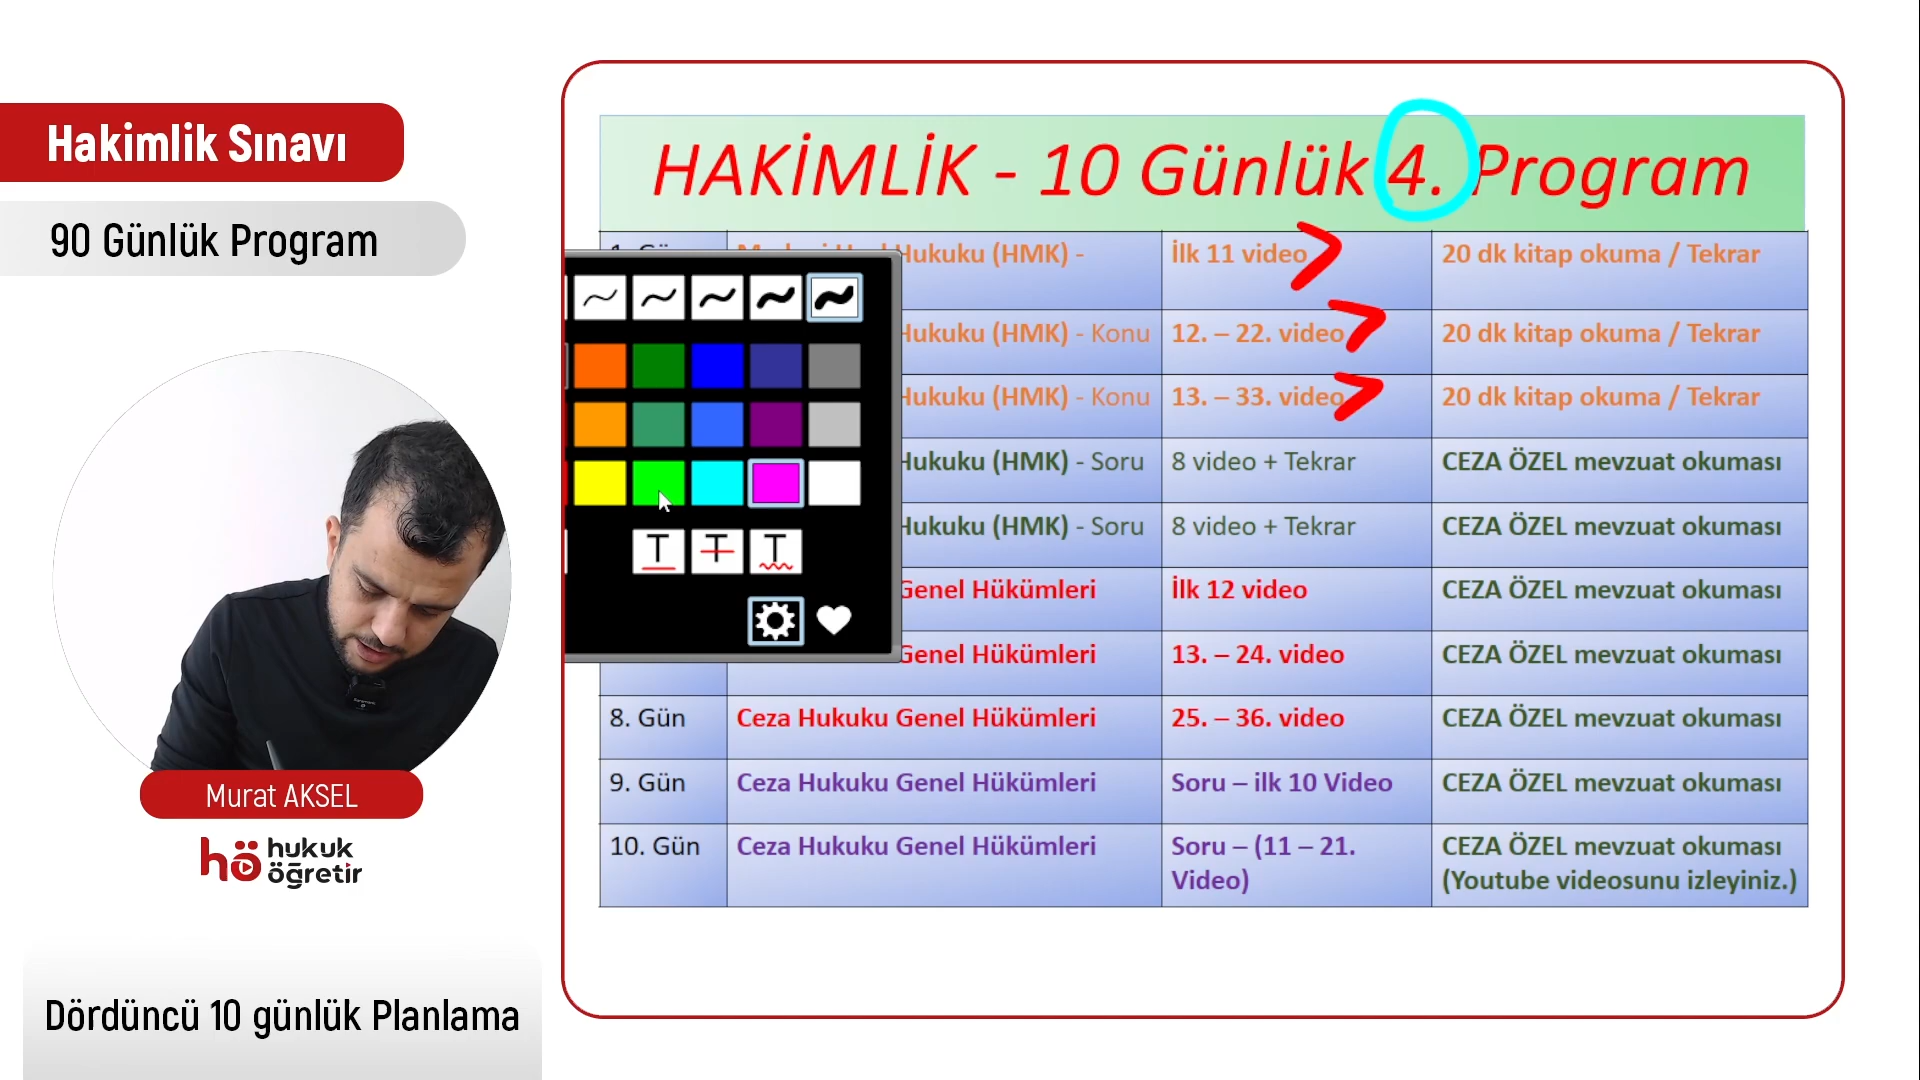 Hakimlik Sınavı
90 Günlük Program
Murat AKSEL
hö hukuk
öğretir
Dördüncü 10 günlük Planlama
HAKİMLİK - 10 Günlük 4. Program
Hukuku (HMK) - İlk 11 video 20 dk kitap okuma / Tekrar
Hukuku (HMK) - Konu 12. – 22. video 20 dk kitap okuma / Tekrar
Hukuku (HMK) - Konu 13. – 33. video 20 dk kitap okuma / Tekrar
Hukuku (HMK) - Soru 8 video + Tekrar CEZA ÖZEL mevzuat okuması
Hukuku (HMK) - Soru 8 video + Tekrar CEZA ÖZEL mevzuat okuması
Genel Hükümleri İlk 12 video CEZA ÖZEL mevzuat okuması
Genel Hükümleri 13. – 24. video CEZA ÖZEL mevzuat okuması
8. Gün Ceza Hukuku Genel Hükümleri 25. – 36. video CEZA ÖZEL mevzuat okuması
9. Gün Ceza Hukuku Genel Hükümleri Soru – ilk 10 Video CEZA ÖZEL mevzuat okuması
10. Gün Ceza Hukuku Genel Hükümleri Soru – (11 – 21. CEZA ÖZEL mevzuat okuması
Video) (Youtube videosunu izleyiniz.)
T T T